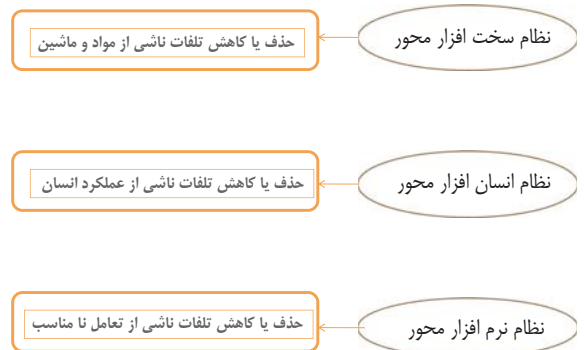 نظام سخت افزار محور
حذف یا کاهش تلفات ناشی از مواد و ماشین
نظام انسان افزار محور
حذف یا کاهش تلفات ناشی از عملکرد انسان
نظام نرم افزار محور
حذف یا کاهش تلفات ناشی از تعامل نا مناسب